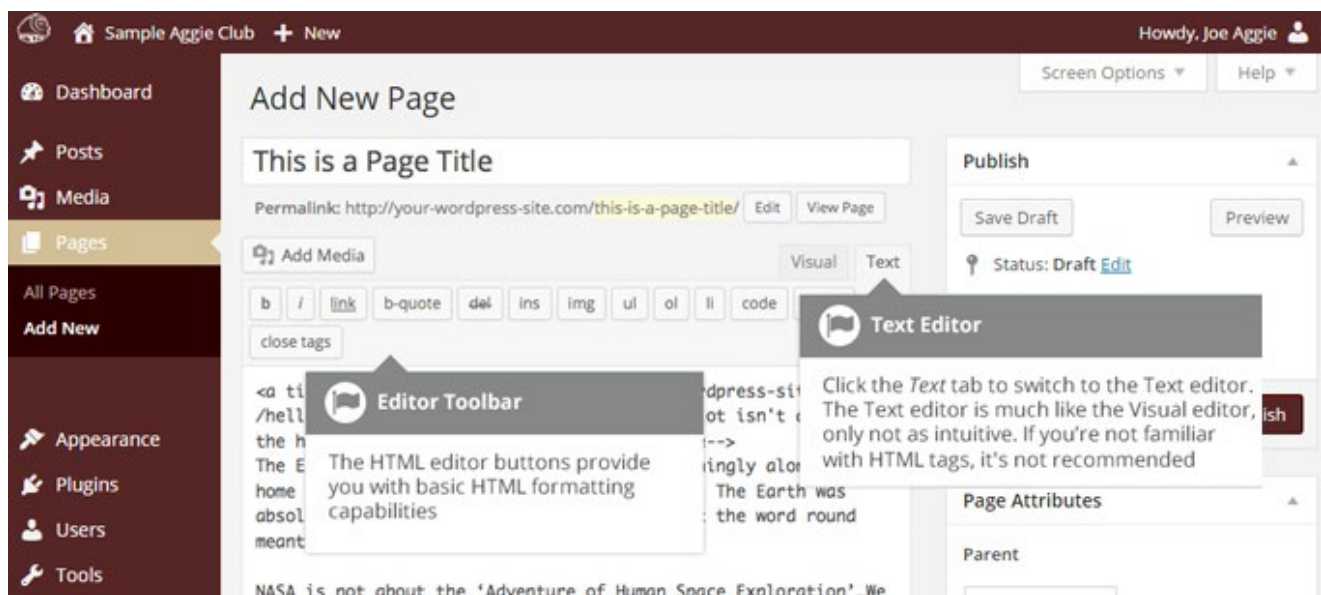 Sample Aggie Club + New
Howdy, Joe Aggie
Screen Options
Help
Dashboard
Posts
Media
Pages
All Pages
Add New
Appearance
Plugins
Users
Tools
Add New Page
This is a Page Title
Permalink: http://your-wordpress-site.com/this-is-a-page-title/ Edit View Page
Add Media
Visual Text
b i link b-quote del ins img ul ol li code
close tags
<a
/hell
the
The
home The Earth was
absol the word round
meant
NASA is not about the 'Adventure of Human Space Exploration'…We
Editor Toolbar
The HTML editor buttons provide
you with basic HTML formatting
capabilities
Text Editor
Click the Text tab to switch to the Text editor.
The Text editor is much like the Visual editor,
only not as intuitive. If you're not familiar
with HTML tags, it's not recommended
Publish
Save Draft Preview
Status: Draft Edit
ish
Page Attributes
Parent